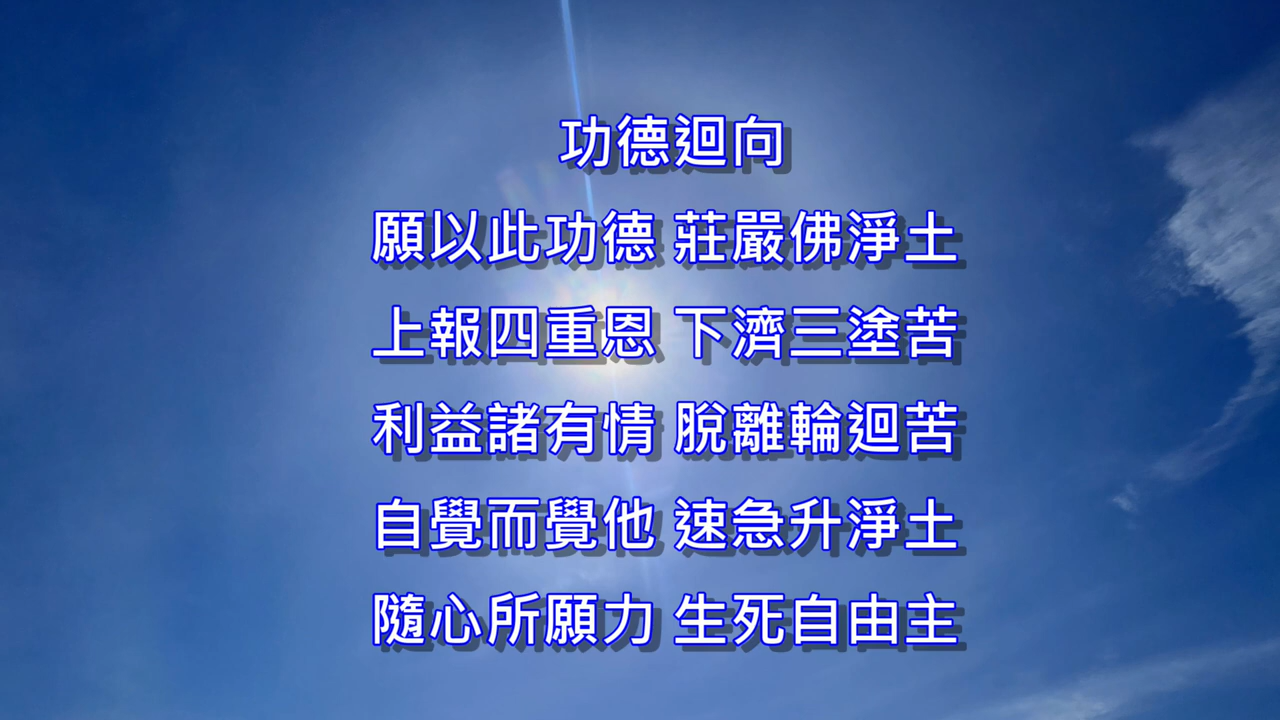 功德迴向
願以此功德 莊嚴佛淨土
上報四重恩 下濟三塗苦
利益諸有情 脫離輪迴苦
自覺而覺他 速急升淨土
隨心所願力 生死自由主